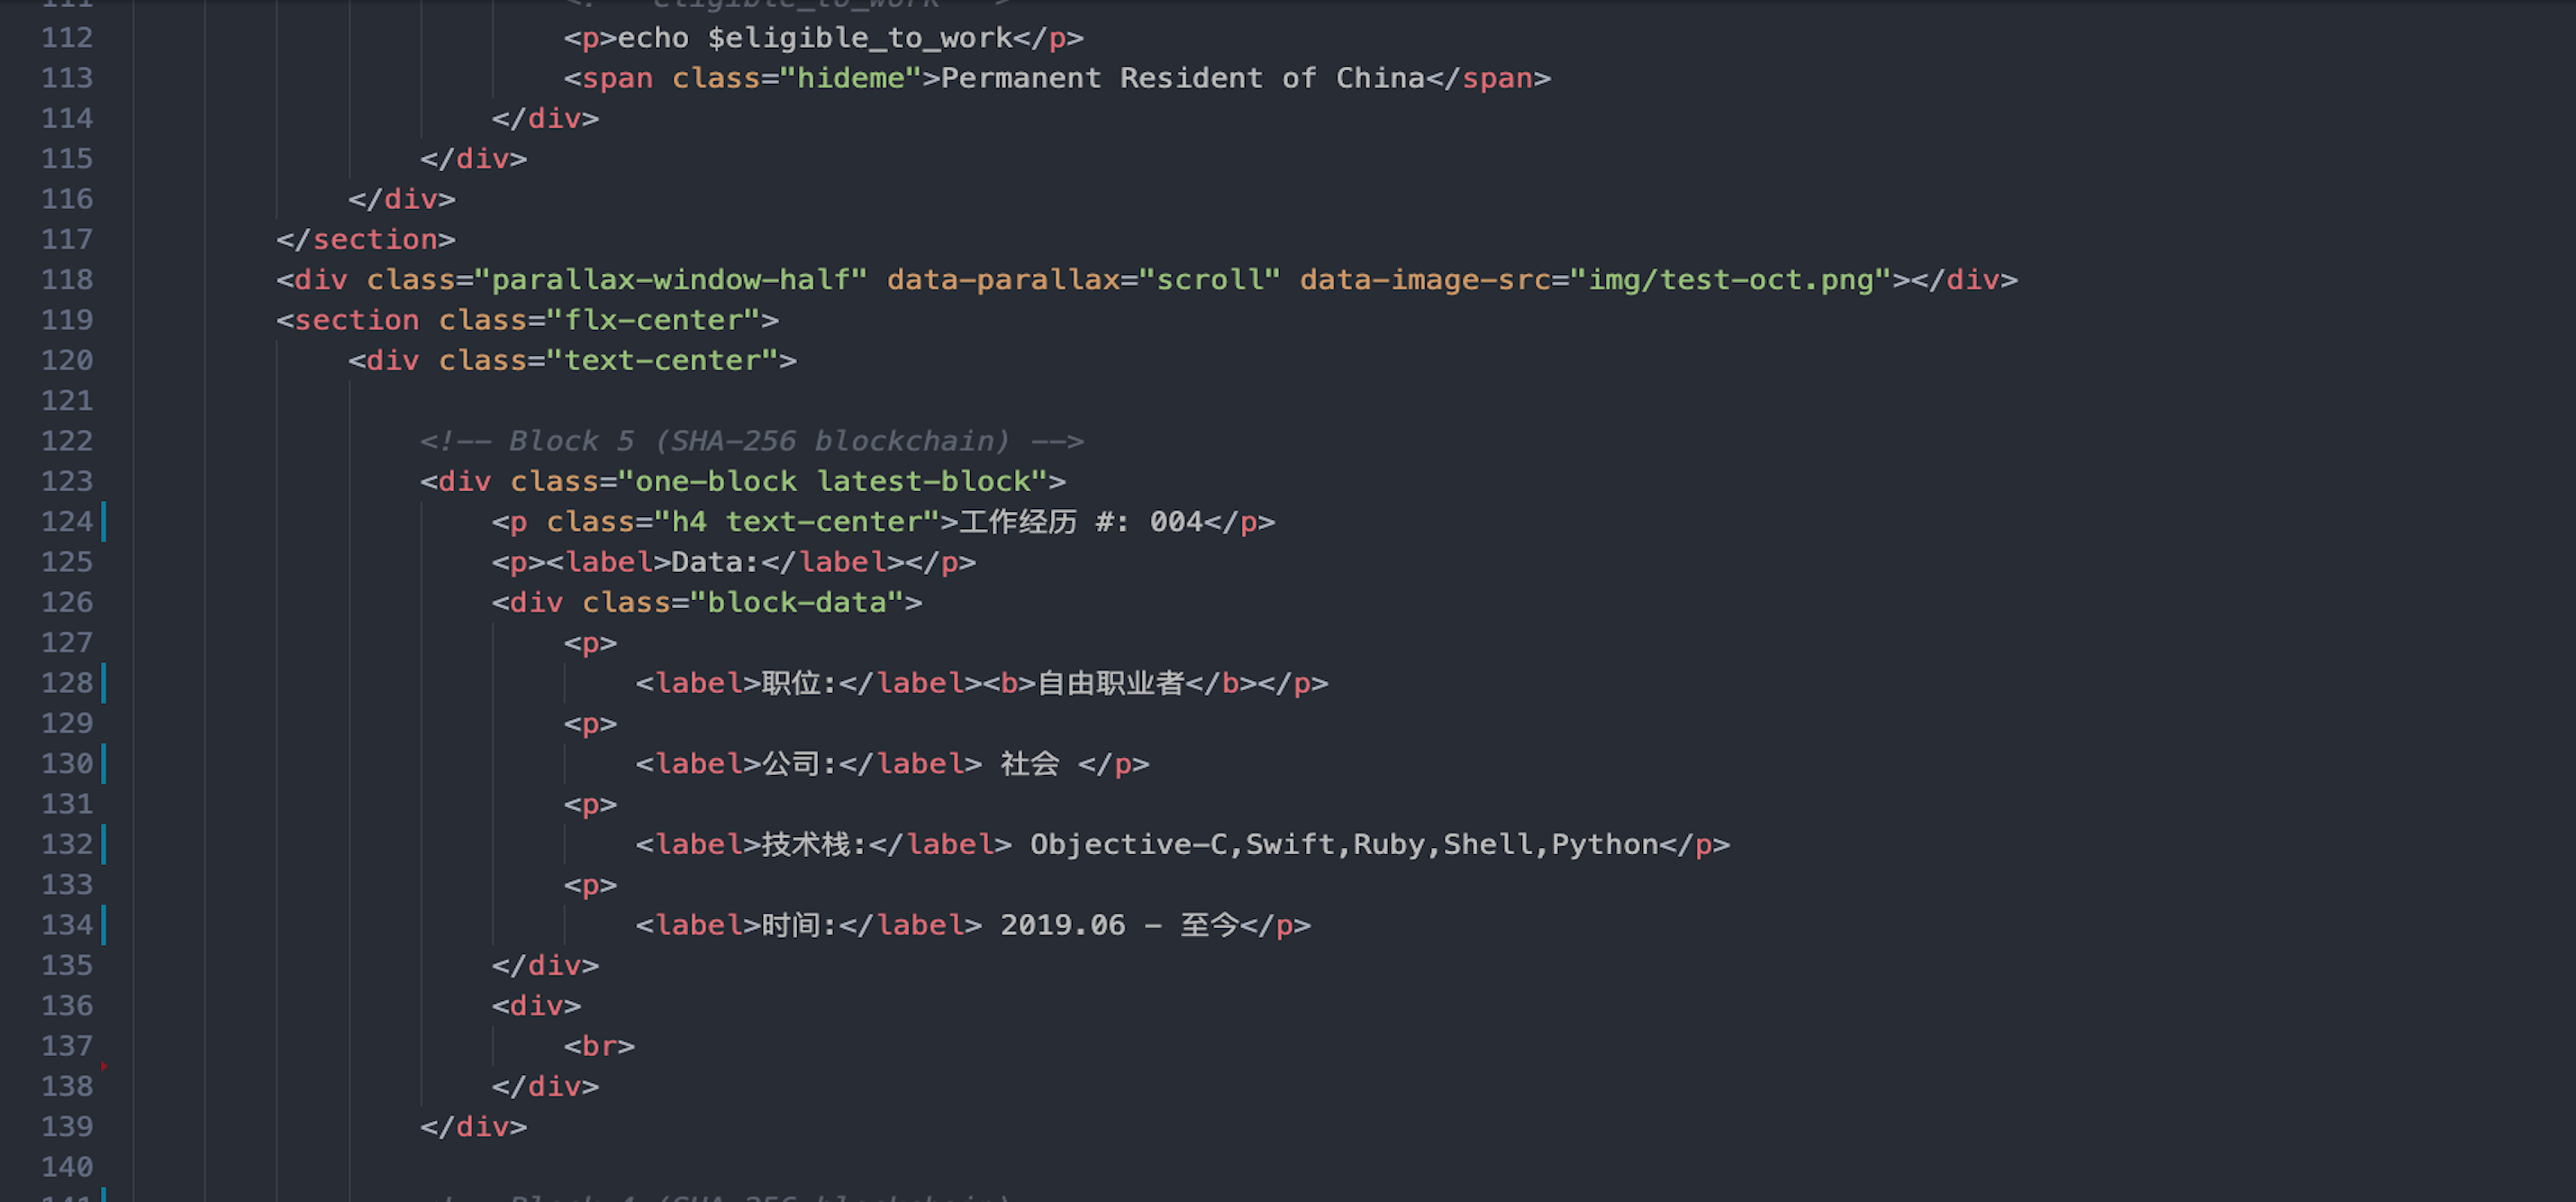 111 <!-- eligible_to_work -->
112 <p>echo $eligible_to_work</p>
113 <span class="hideme">Permanent Resident of China</span>
114 </div>
115 </div>
116 </div>
117 </section>
118 <div class="parallax-window-half" data-parallax="scroll" data-image-src="img/test-oct.png"></div>
119 <section class="flx-center">
120 <div class="text-center">
121
122 <!-- Block 5 (SHA-256 blockchain) -->
123 <div class="one-block latest-block">
124 <p class="h4 text-center">工作经历 #: 004</p>
125 <p><label>Data:</label></p>
126 <div class="block-data">
127 <p>
128 <label>职位:</label><b>自由职业者</b></p>
129 <p>
130 <label>公司:</label> 社会 </p>
131 <p>
132 <label>技术栈:</label> Objective-C,Swift,Ruby,Shell,Python</p>
133 <p>
134 <label>时间:</label> 2019.06 - 至今</p>
135 </div>
136 <div>
137 <br>
138 </div>
139 </div>
140
141 <!-- Block 4 (SHA-256 blockchain)